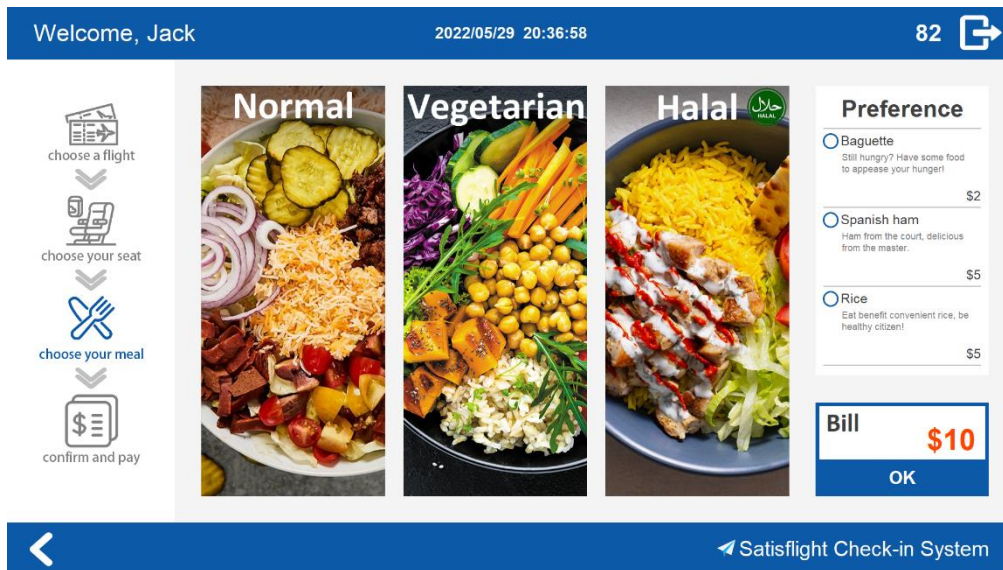 Welcome, Jack
2022/05/29 20:36:58
82
choose a flight
choose your seat
choose your meal
confirm and pay
Normal
Vegetarian
Halal
حلال
HALAL
Preference
Baguette
Still hungry? Have some food
to appease your hunger!
$2
Spanish ham
Ham from the court, delicious
from the master.
$5
Rice
Eat benefit convenient rice, be
healthy citizen!
$5
Bill
$10
OK
Satisflight Check-in System